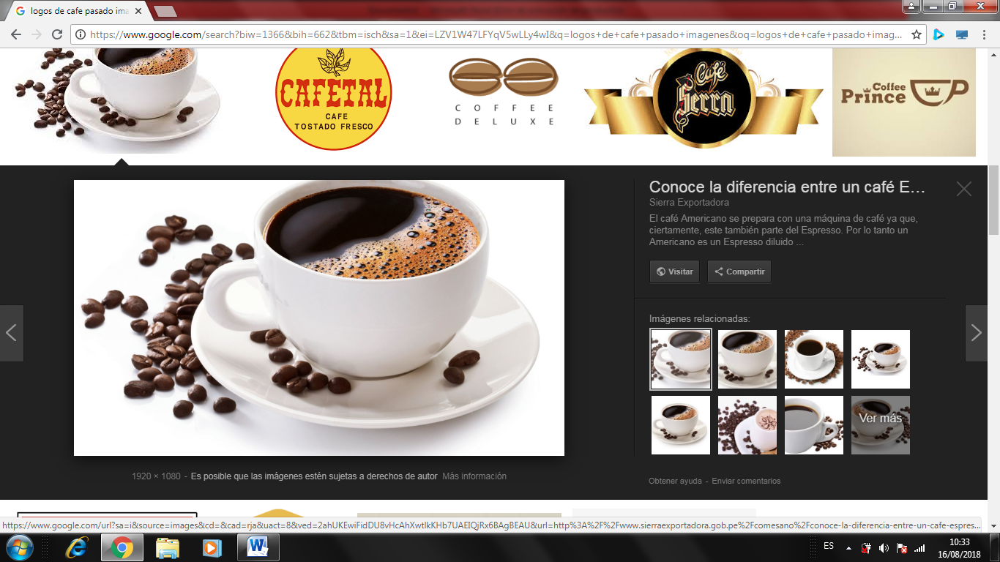 logos de cafe pasado ima
https://www.google.com/search?biw=1366&bih=662&tbm=isch&sa=1&ei=LZV1W47LFYqV5wLLy4wI&q=logos+de+cafe+pasado+imagenes&oq=logos+de+cafe+pasado+imag...
CAFETAL
CAFE
TOSTADO FRESCO
COFFEE
DELUXE
Café
Serra
Coffee
Prince
Conoce la diferencia entre un café E…
Sierra Exportadora
El café Americano se prepara con una máquina de café ya que,
ciertamente, este también parte del Espresso. Por lo tanto un
Americano es un Espresso diluido ...
Visitar
Compartir
Imágenes relacionadas:
Ver más
1920 × 1080 - Es posible que las imágenes estén sujetas a derechos de autor Más información
Obtener ayuda - Enviar comentarios
https://www.google.com/url?sa=i&source=images&cd=&cad=rja&uact=8&ved=2ahUKEwiFidDU8vHcAhXwtlkKHb7UAEIQjRx6BAgBEAU&url=http%3A%2F%2Fwww.sierraexportadora.gob.pe%2Fcomesano%2Fconoce-la-diferencia-entre-un-cafe-espres...
ES
10:33
16/08/2018